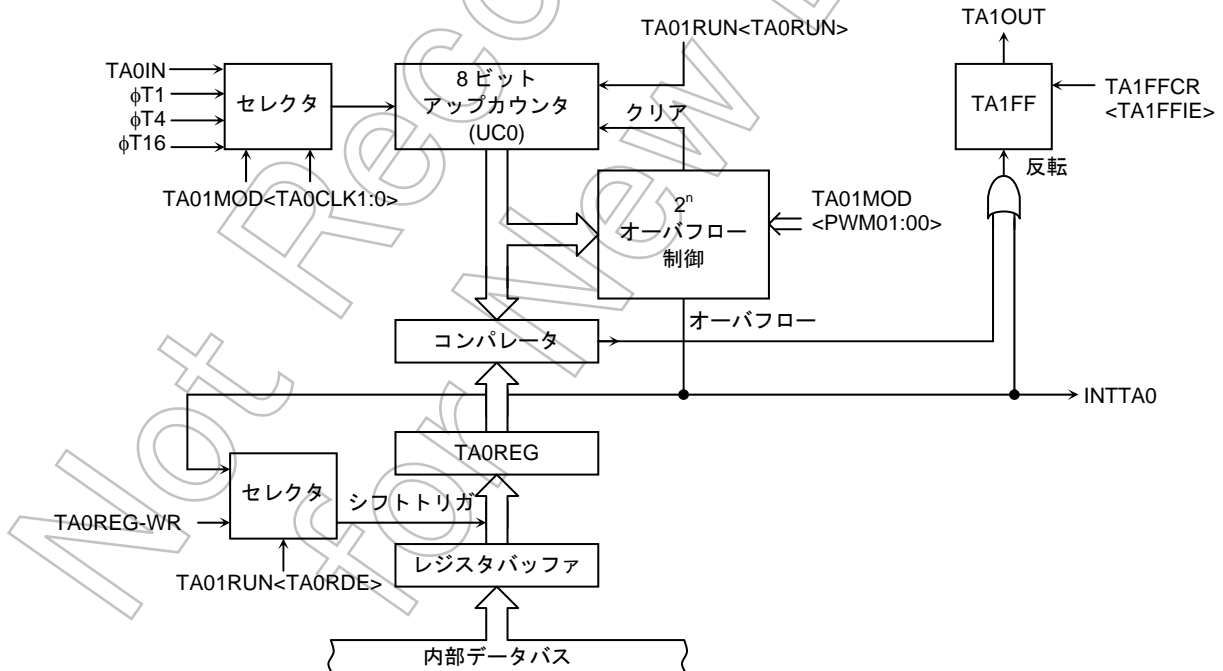 TA01RUN<TA0RUN>
TA1OUT
TA0IN
φT1
φT4
φT16
セレクタ
8 ビット
アップカウンタ
(UC0)
クリア
TA1FF
TA1FFCR
<TA1FFIE>
反転
TA01MOD<TA0CLK1:0>
2ⁿ
オーバフロー
制御
TA01MOD
<PWM01:00>
オーバフロー
コンパレータ
INTTA0
TA0REG
セレクタ
シフトトリガ
TA0REG-WR
レジスタバッファ
TA01RUN<TA0RDE>
内部データバス
Not Reco
for New